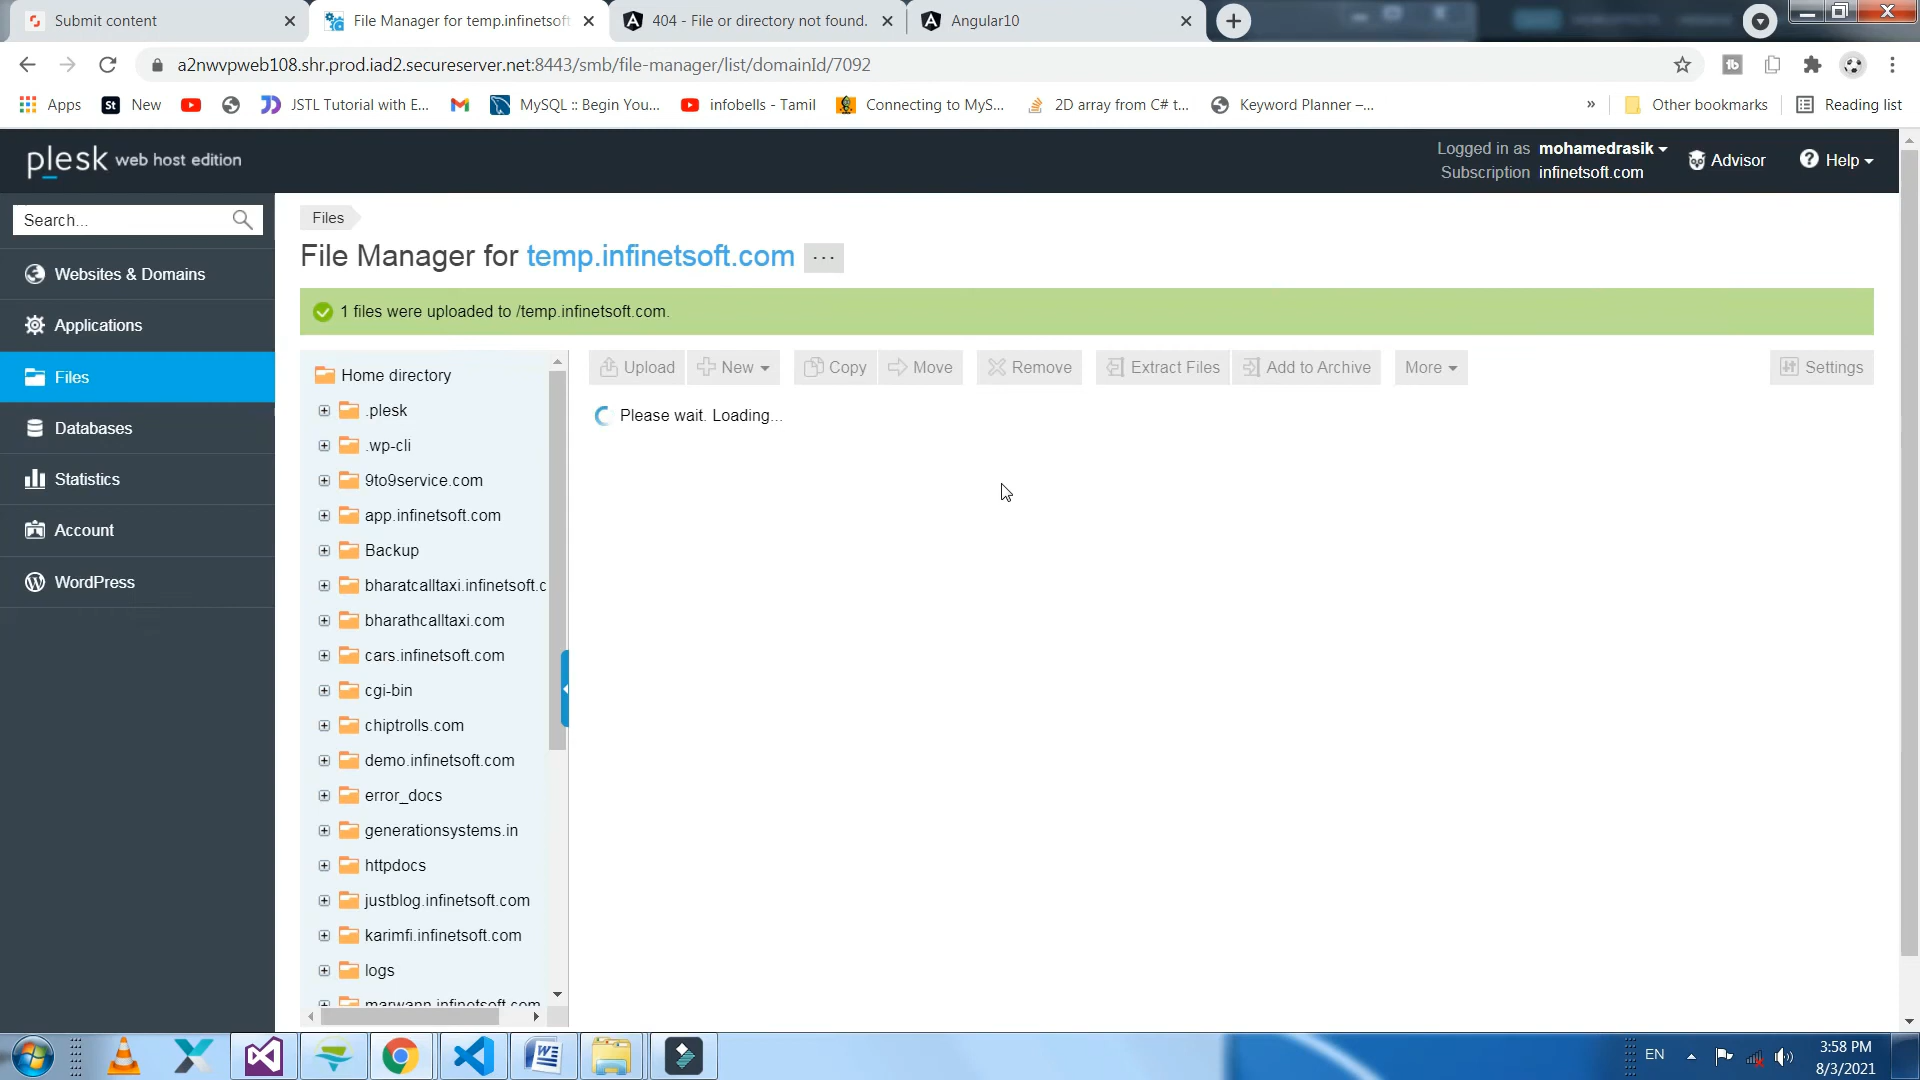 Submit content
File Manager for temp.infinetsoft
404 - File or directory not found.
Angular10
a2nwvpweb108.shr.prod.iad2.secureserver.net:8443/smb/file-manager/list/domainId/7092
Apps
New
JSTL Tutorial with E...
MySQL :: Begin You...
infobells - Tamil
Connecting to MyS...
2D array from C# t...
Keyword Planner –...
»
Other bookmarks
Reading list
plesk web host edition
Logged in as mohamedrasik
Subscription infinetsoft.com
Advisor
Help
Search...
Websites & Domains
Applications
Files
Databases
Statistics
Account
WordPress
Files
File Manager for temp.infinetsoft.com ...
1 files were uploaded to /temp.infinetsoft.com.
Upload
New
Copy
Move
Remove
Extract Files
Add to Archive
More
Settings
Please wait. Loading...
Home directory
.plesk
.wp-cli
9to9service.com
app.infinetsoft.com
Backup
bharatcalltaxi.infinetsoft.c
bharathcalltaxi.com
cars.infinetsoft.com
cgi-bin
chiptrolls.com
demo.infinetsoft.com
error_docs
generationsystems.in
httpdocs
justblog.infinetsoft.com
karimfi.infinetsoft.com
logs
marwann.infinetsoft.com
EN
3:58 PM
8/3/2021